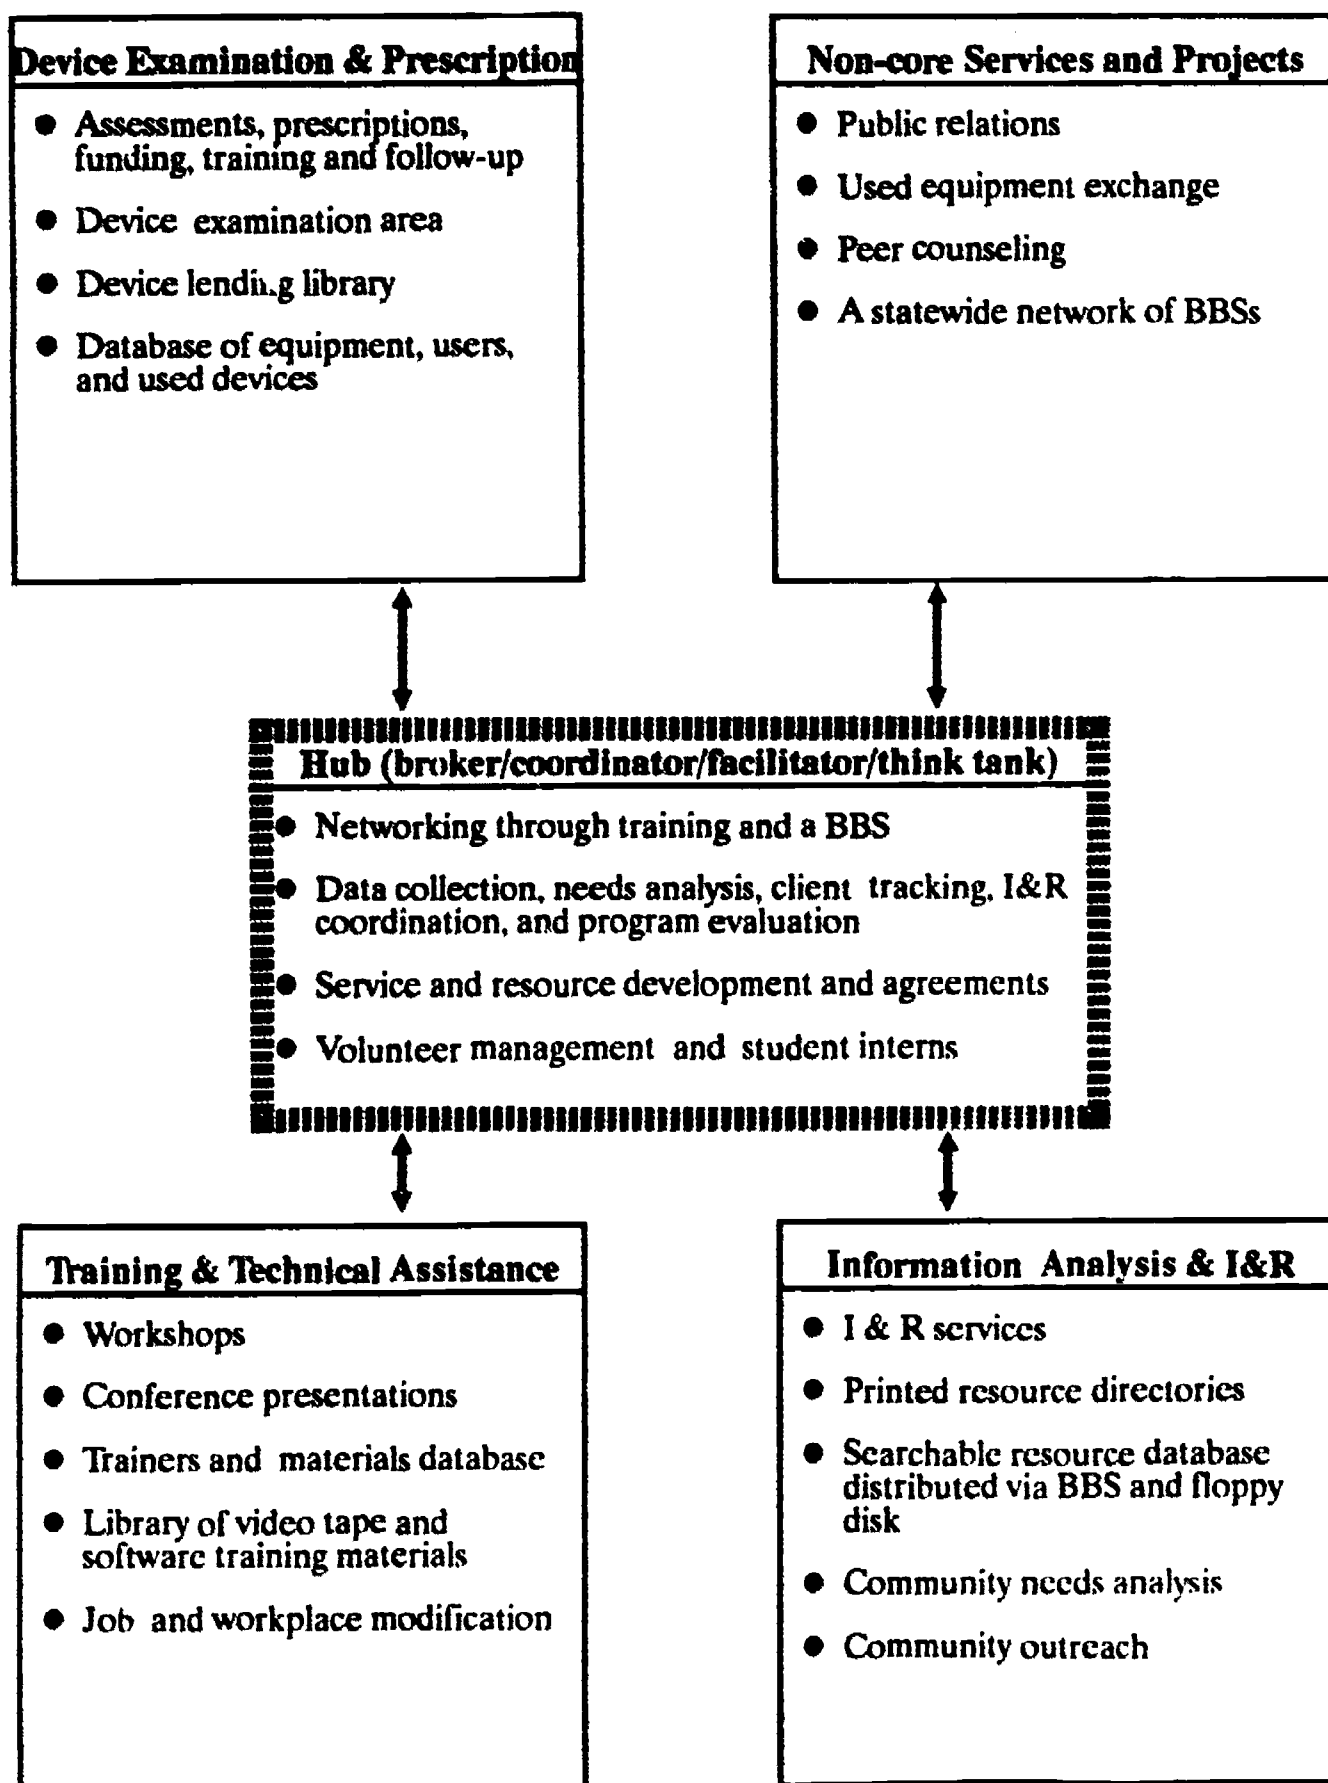 Device Examination & Prescription
● Assessments, prescriptions,
funding, training and follow-up
● Device examination area
● Device lending library
● Database of equipment, users,
and used devices
Non-core Services and Projects
● Public relations
● Used equipment exchange
● Peer counseling
● A statewide network of BBSs
Hub (broker/coordinator/facilitator/think tank)
● Networking through training and a BBS
● Data collection, needs analysis, client tracking, I&R
coordination, and program evaluation
● Service and resource development and agreements
● Volunteer management and student interns
Training & Technical Assistance
● Workshops
● Conference presentations
● Trainers and materials database
● Library of video tape and
software training materials
● Job and workplace modification
Information Analysis & I&R
● I & R services
● Printed resource directories
● Searchable resource database
distributed via BBS and floppy
disk
● Community needs analysis
● Community outreach